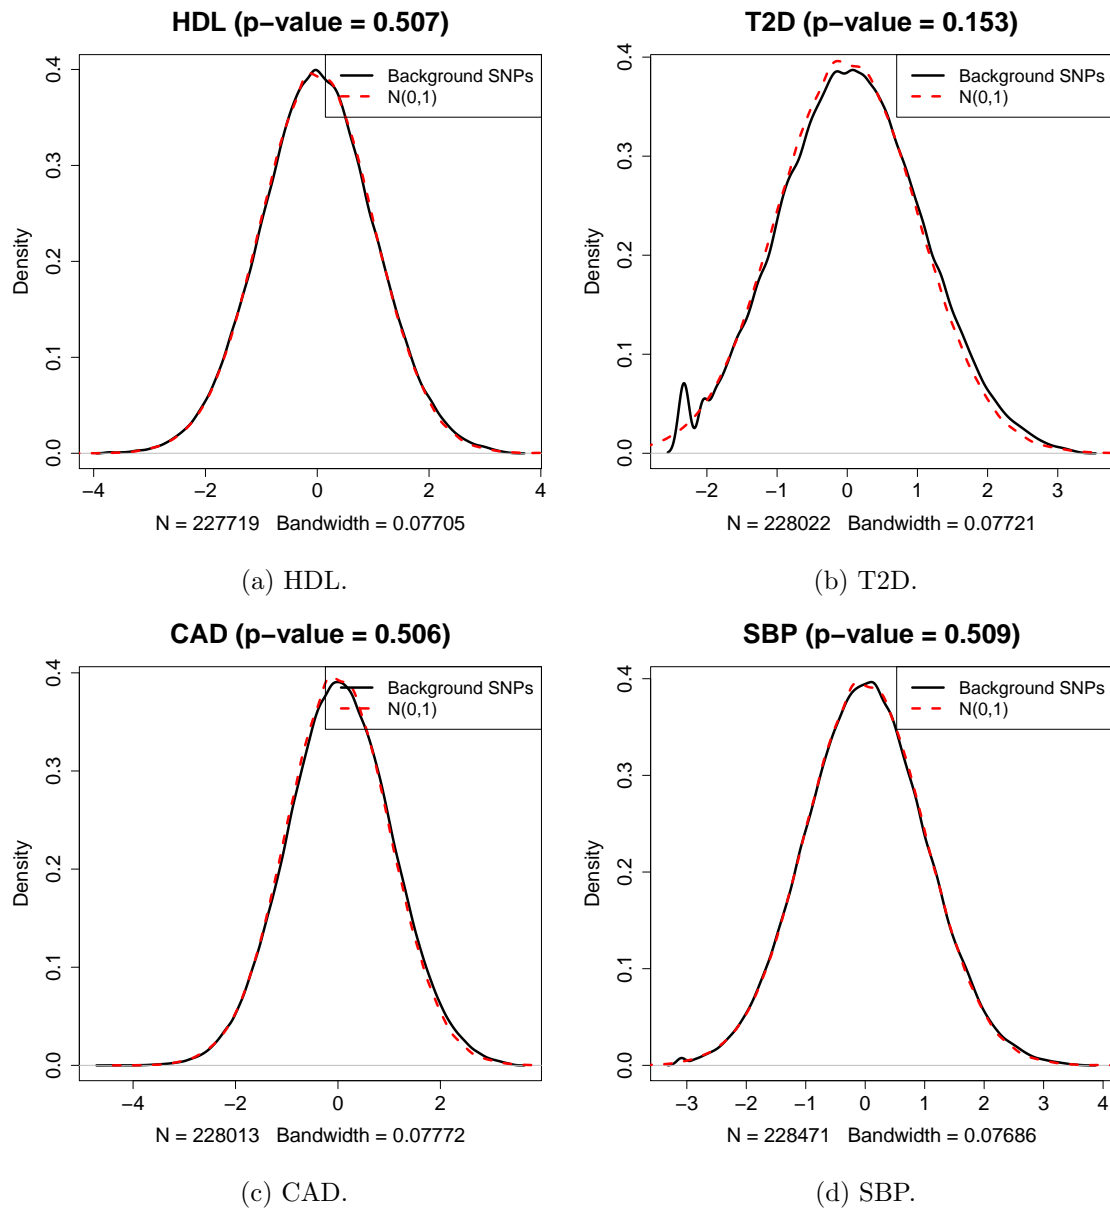 HDL (p−value = 0.507)
Density
0.0 0.1 0.2 0.3 0.4
Background SNPs
N(0,1)
−4 −2 0 2 4
N = 227719 Bandwidth = 0.07705
(a) HDL.
T2D (p−value = 0.153)
Density
0.0 0.1 0.2 0.3 0.4
Background SNPs
N(0,1)
−2 −1 0 1 2 3
N = 228022 Bandwidth = 0.07721
(b) T2D.
CAD (p−value = 0.506)
Density
0.0 0.1 0.2 0.3 0.4
Background SNPs
N(0,1)
−4 −2 0 2
N = 228013 Bandwidth = 0.07772
(c) CAD.
SBP (p−value = 0.509)
Density
0.0 0.1 0.2 0.3 0.4
Background SNPs
N(0,1)
−3 −2 −1 0 1 2 3 4
N = 228471 Bandwidth = 0.07686
(d) SBP.